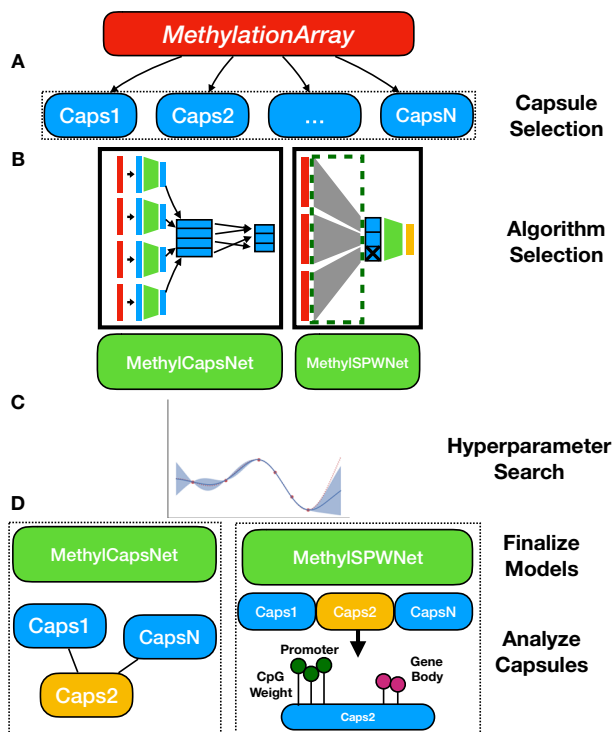 MethylationArray
A
Caps1 Caps2 ... CapsN
Capsule
Selection
B
Algorithm
Selection
MethylCapsNet MethylSPWNet
C
Hyperparameter
Search
D
MethylCapsNet MethylSPWNet
Finalize
Models
Caps1 CapsN
Caps2
Caps1 Caps2 CapsN
Analyze
Capsules
Promoter
CpG
Weight
Gene
Body
Caps2